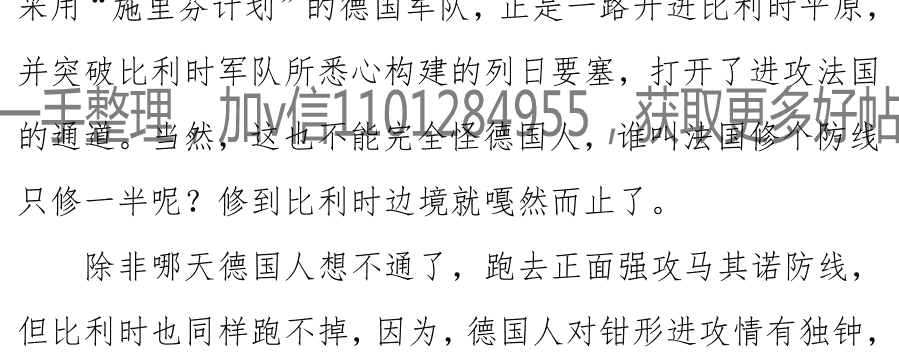 采用“施里芬计划”的德国军队，正是一路开进比利时平原，
并突破比利时军队所悉心构建的列日要塞，打开了进攻法国
一手整理，加v信1101284955，获取更多好帖
的通道。当然，这也不能完全怪德国人，谁叫法国修个防线
只修一半呢？修到比利时边境就嘎然而止了。
除非哪天德国人想不通了，跑去正面强攻马其诺防线，
但比利时也同样跑不掉，因为，德国人对钳形进攻情有独钟，